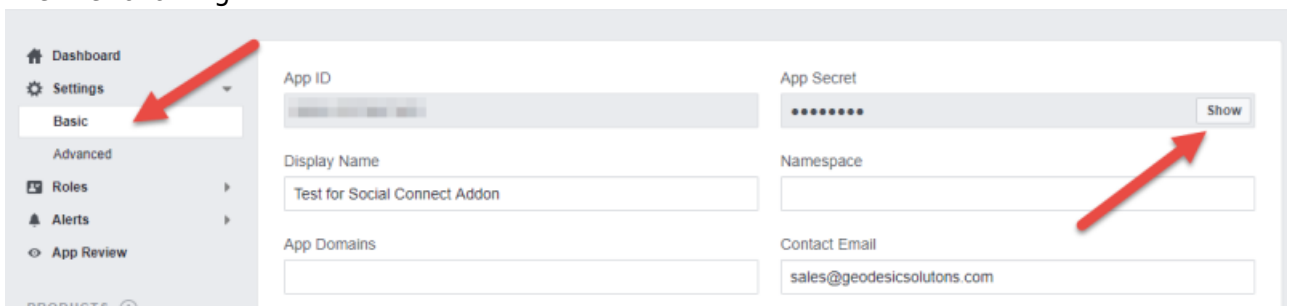 Dashboard
Settings
Basic
Advanced
Roles
Alerts
App Review
App ID
App Secret
●●●●●●●●
Show
Display Name
Namespace
Test for Social Connect Addon
App Domains
Contact Email
sales@geodesicsolutons.com